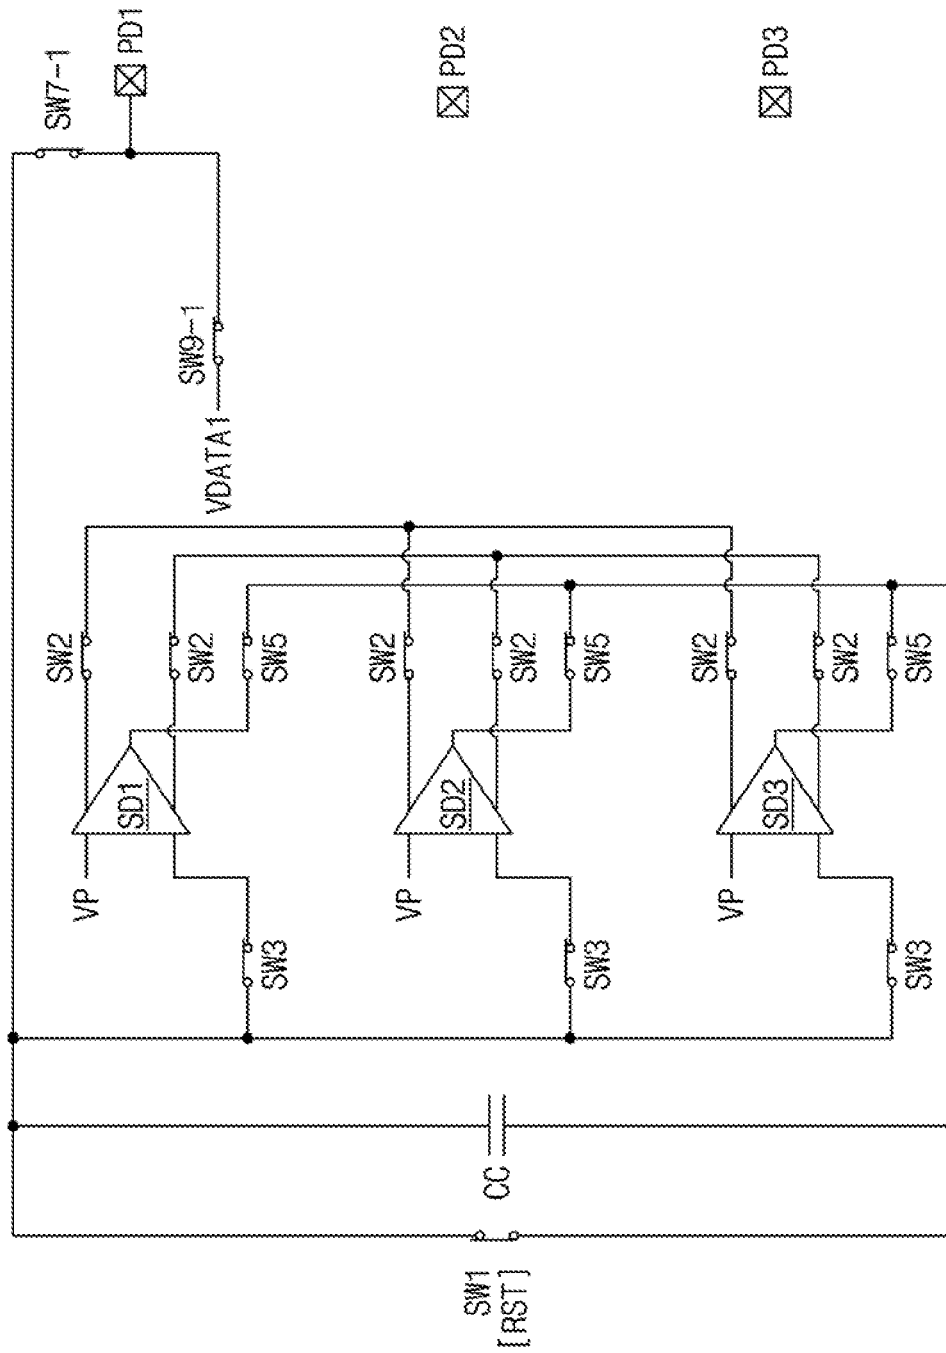 SW1
[RST]
CC
SW3
SW3
SW3
VP
SD1
VP
SD2
VP
SD3
SW2
SW2
SW5
SW2
SW2
SW5
SW2
SW2
SW5
VDATA1
SW9-1
SW7-1
PD1
PD2
PD3